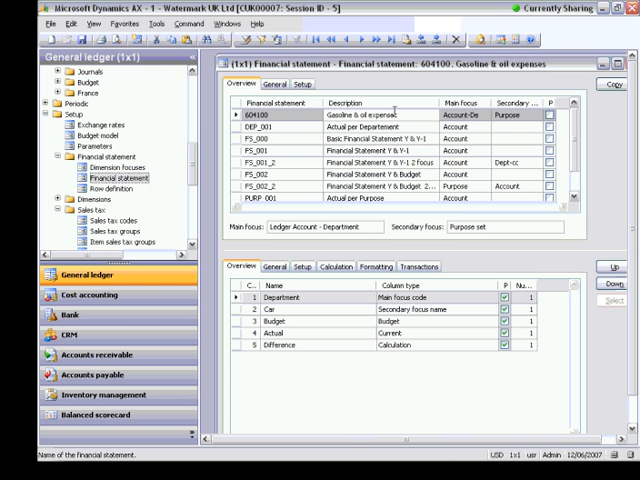 Microsoft Dynamics AX - 1 - Watermark UK Ltd [CUK00007: Session ID - 5]
Currently Sharing
File Edit View Favorites Tools Command Windows Help
General ledger (1x1)
Journals
Budget
France
Periodic
Setup
Exchange rates
Budget model
Parameters
Financial statement
Dimension focuses
Financial statement
Row definition
Dimensions
Sales tax
Sales tax codes
Sales tax groups
Item sales tax groups
General ledger
Cost accounting
Bank
CRM
Accounts receivable
Accounts payable
Inventory management
Balanced scorecard
(1x1) Financial statement - Financial statement: 604100, Gasoline & oil expenses
Overview General Setup
Copy
Financial statement Description Main focus Secondary ... P
604100 Gasoline & oil expenses Account-De Purpose
DEP_001 Actual per Departement Account
FS_000 Basic Financial Statement Y & Y-1 Account
FS_001 Financial Statement Y & Y-1 Account
FS_001_2 Financial Statement Y & Y-1 2 focus Account Dept-cc
FS_002 Financial Statement Y & Budget Account
FS_002_2 Financial Statement Y & Budget 2... Purpose Account
PURP_001 Actual per Purpose Account
Main focus: Ledger Account - Department Secondary focus: Purpose set
Overview General Setup Calculation Formatting Transactions
Up
Down
Select
C... Name Column type P Nu...
1 Department Main focus code 1
2 Car Secondary focus name 1
3 Budget Budget 1
4 Actual Current 1
5 Difference Calculation 1
Name of the financial statement.
USD 1x1 usr Admin 12/06/2007